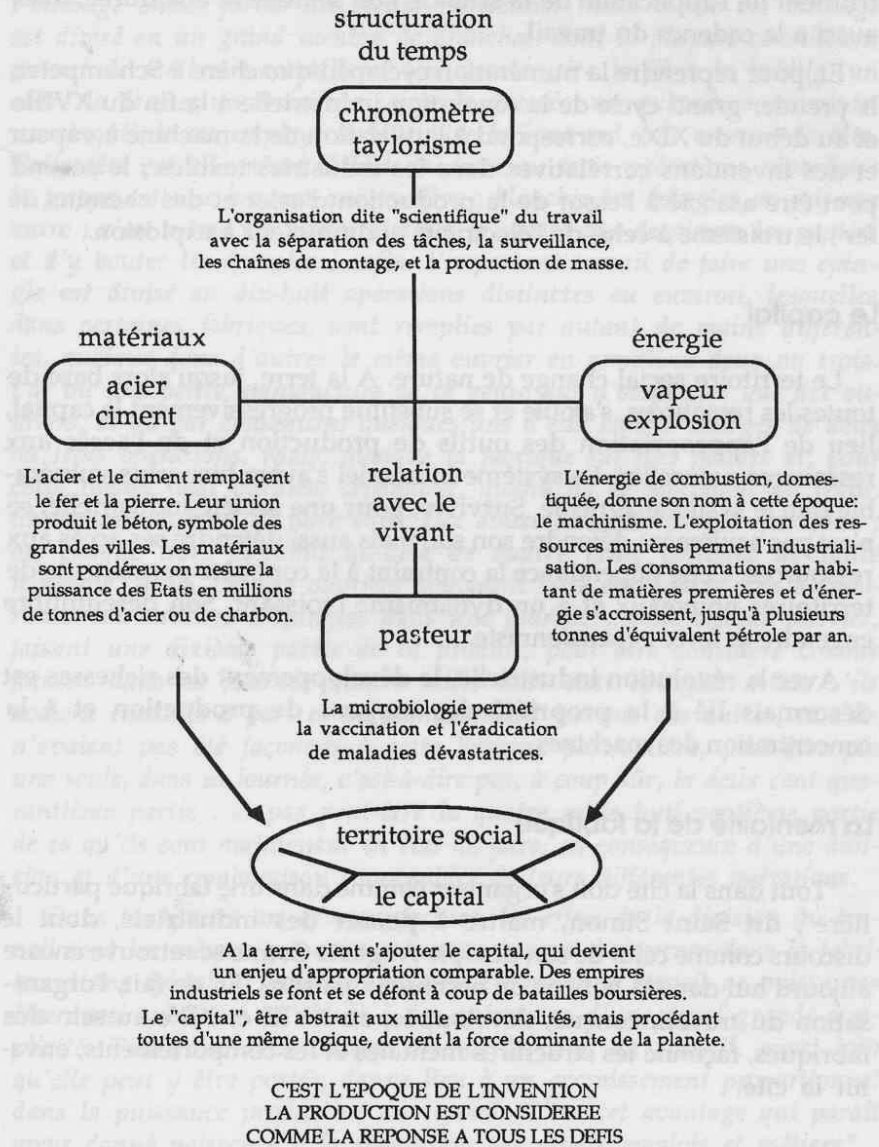 structuration
du temps
chronomètre
taylorisme
L'organisation dite "scientifique" du travail
avec la séparation des tâches, la surveillance,
les chaînes de montage, et la production de masse.
matériaux
acier
ciment
L'acier et le ciment remplaçent
le fer et la pierre. Leur union
produit le béton, symbole des
grandes villes. Les matériaux
sont pondéreux on mesure la
puissance des Etats en millions
de tonnes d'acier ou de charbon.
énergie
vapeur
explosion
L'énergie de combustion, domes-
tiquée, donne son nom à cette époque:
le machinisme. L'exploitation des res-
sources minières permet l'industriali-
sation. Les consommations par habi-
tant de matières premières et d'éner-
gie s'accroissent, jusqu'à plusieurs
tonnes d'équivalent pétrole par an.
relation
avec le
vivant
pasteur
La microbiologie permet
la vaccination et l'éradication
de maladies dévastatrices.
territoire social
le capital
A la terre, vient s'ajouter le capital, qui devient
un enjeu d'appropriation comparable. Des empires
industriels se font et se défont à coup de batailles boursières.
Le "capital", être abstrait aux mille personnalités, mais précédant
toutes d'une même logique, devient la force dominante de la planète.
C'EST L'EPOQUE DE L'INVENTION
LA PRODUCTION EST CONSIDEREE
COMME LA REPONSE A TOUS LES DEFIS